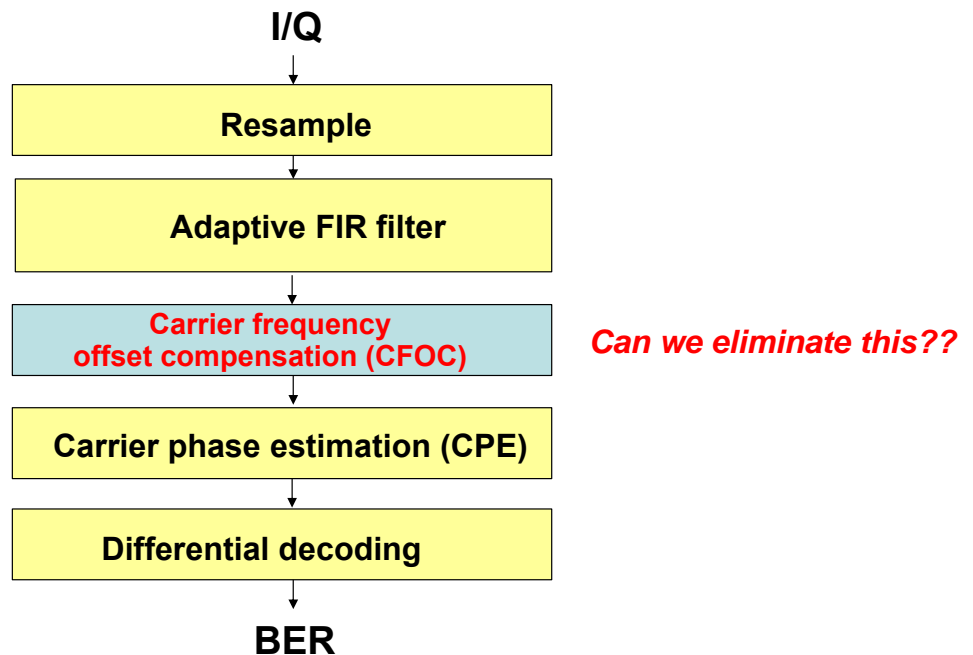 I/Q
Resample
Adaptive FIR filter
Carrier frequency
offset compensation (CFOC)
Can we eliminate this??
Carrier phase estimation (CPE)
Differential decoding
BER